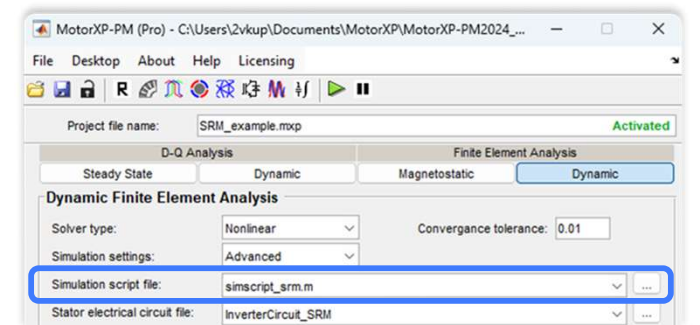 MotorXP-PM (Pro) - C:\Users\2vkup\Documents\MotorXP\MotorXP-PM2024_...
File Desktop About Help Licensing
R
Project file name: SRM_example.mxp Activated
D-Q Analysis Finite Element Analysis
Steady State Dynamic Magnetostatic Dynamic
Dynamic Finite Element Analysis
Solver type: Nonlinear Convergance tolerance: 0.01
Simulation settings: Advanced
Simulation script file: simscript_srm.m ...
Stator electrical circuit file: InverterCircuit_SRM ...